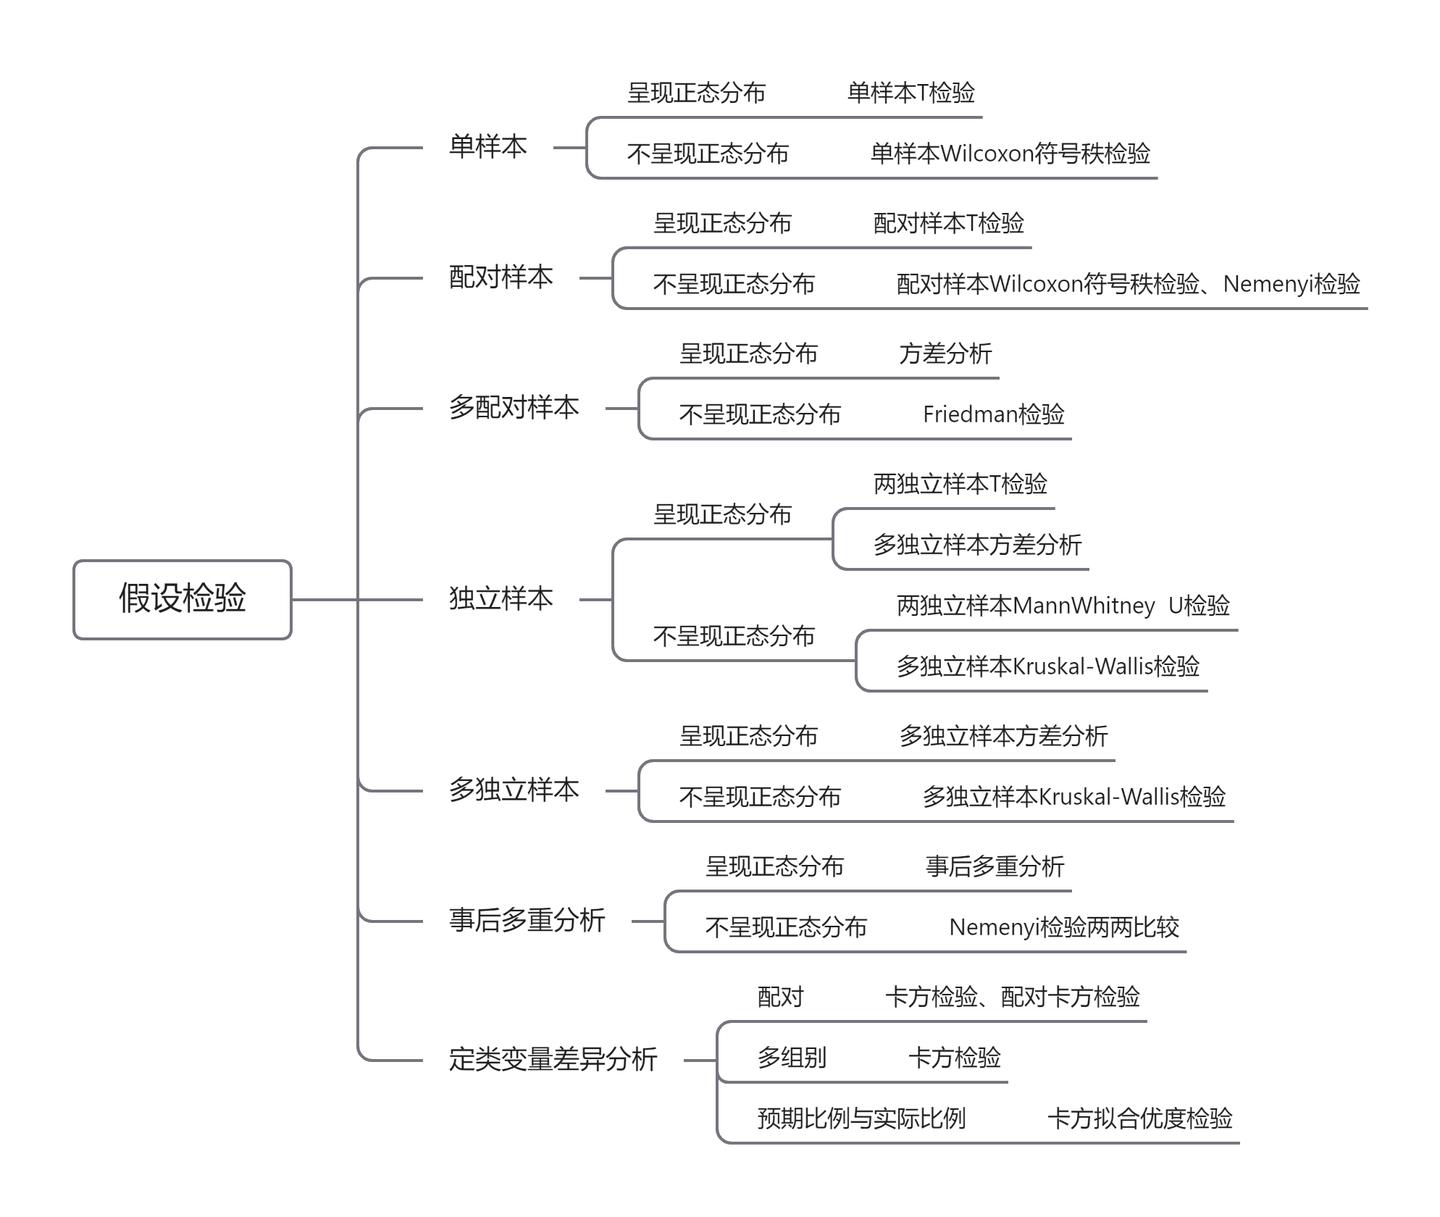 假设检验
单样本
呈现正态分布 单样本T检验
不呈现正态分布 单样本Wilcoxon符号秩检验
配对样本
呈现正态分布 配对样本T检验
不呈现正态分布 配对样本Wilcoxon符号秩检验、Nemenyi检验
多配对样本
呈现正态分布 方差分析
不呈现正态分布 Friedman检验
独立样本
呈现正态分布
两独立样本T检验
多独立样本方差分析
不呈现正态分布
两独立样本MannWhitney U检验
多独立样本Kruskal-Wallis检验
多独立样本
呈现正态分布 多独立样本方差分析
不呈现正态分布 多独立样本Kruskal-Wallis检验
事后多重分析
呈现正态分布 事后多重分析
不呈现正态分布 Nemenyi检验两两比较
定类变量差异分析
配对 卡方检验、配对卡方检验
多组别 卡方检验
预期比例与实际比例 卡方拟合优度检验